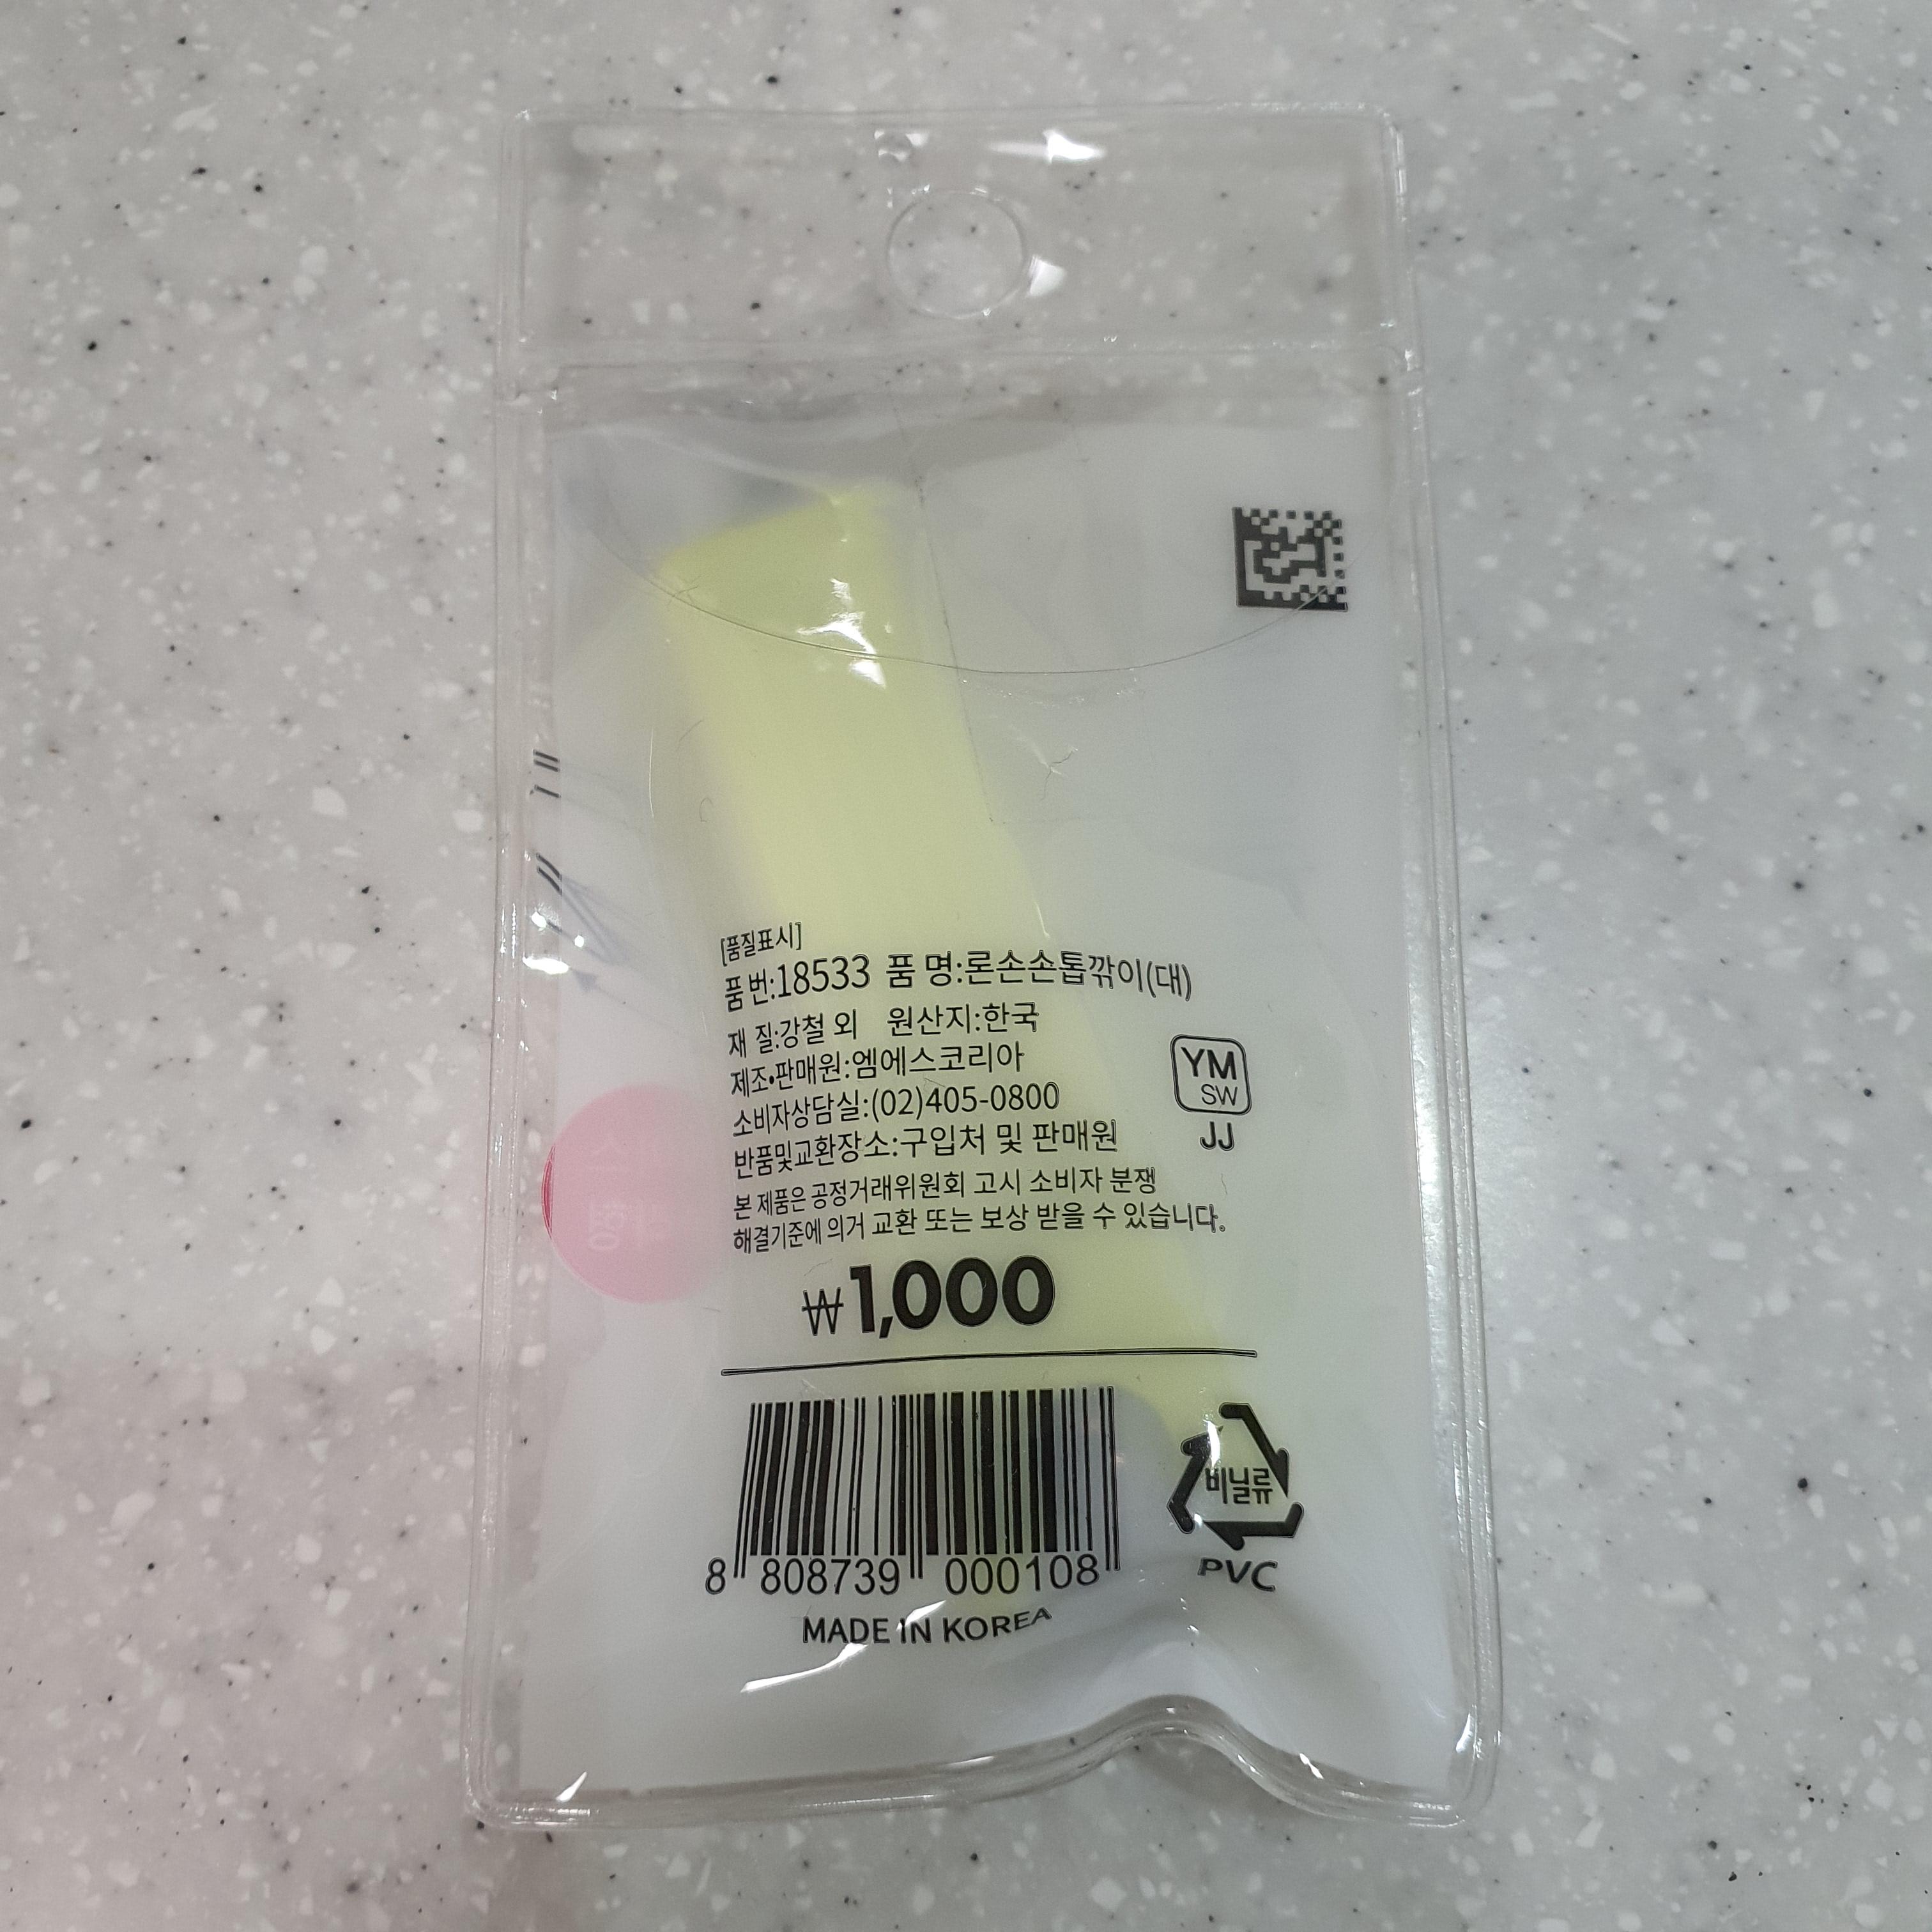 [품질표시]
품 번:18533 품 명:론손손톱깎이(대)
재 질:강철 외 원산지:한국
제조•판매원:엠에스코리아
소비자상담실:(02)405-0800
반품및교환장소:구입처 및 판매원
본 제품은 공정거래위원회 고시 소비자 분쟁
해결기준에 의거 교환 또는 보상 받을 수 있습니다.
YM
SW
JJ
₩1,000
8 808739 000108
MADE IN KOREA
비닐류
PVC